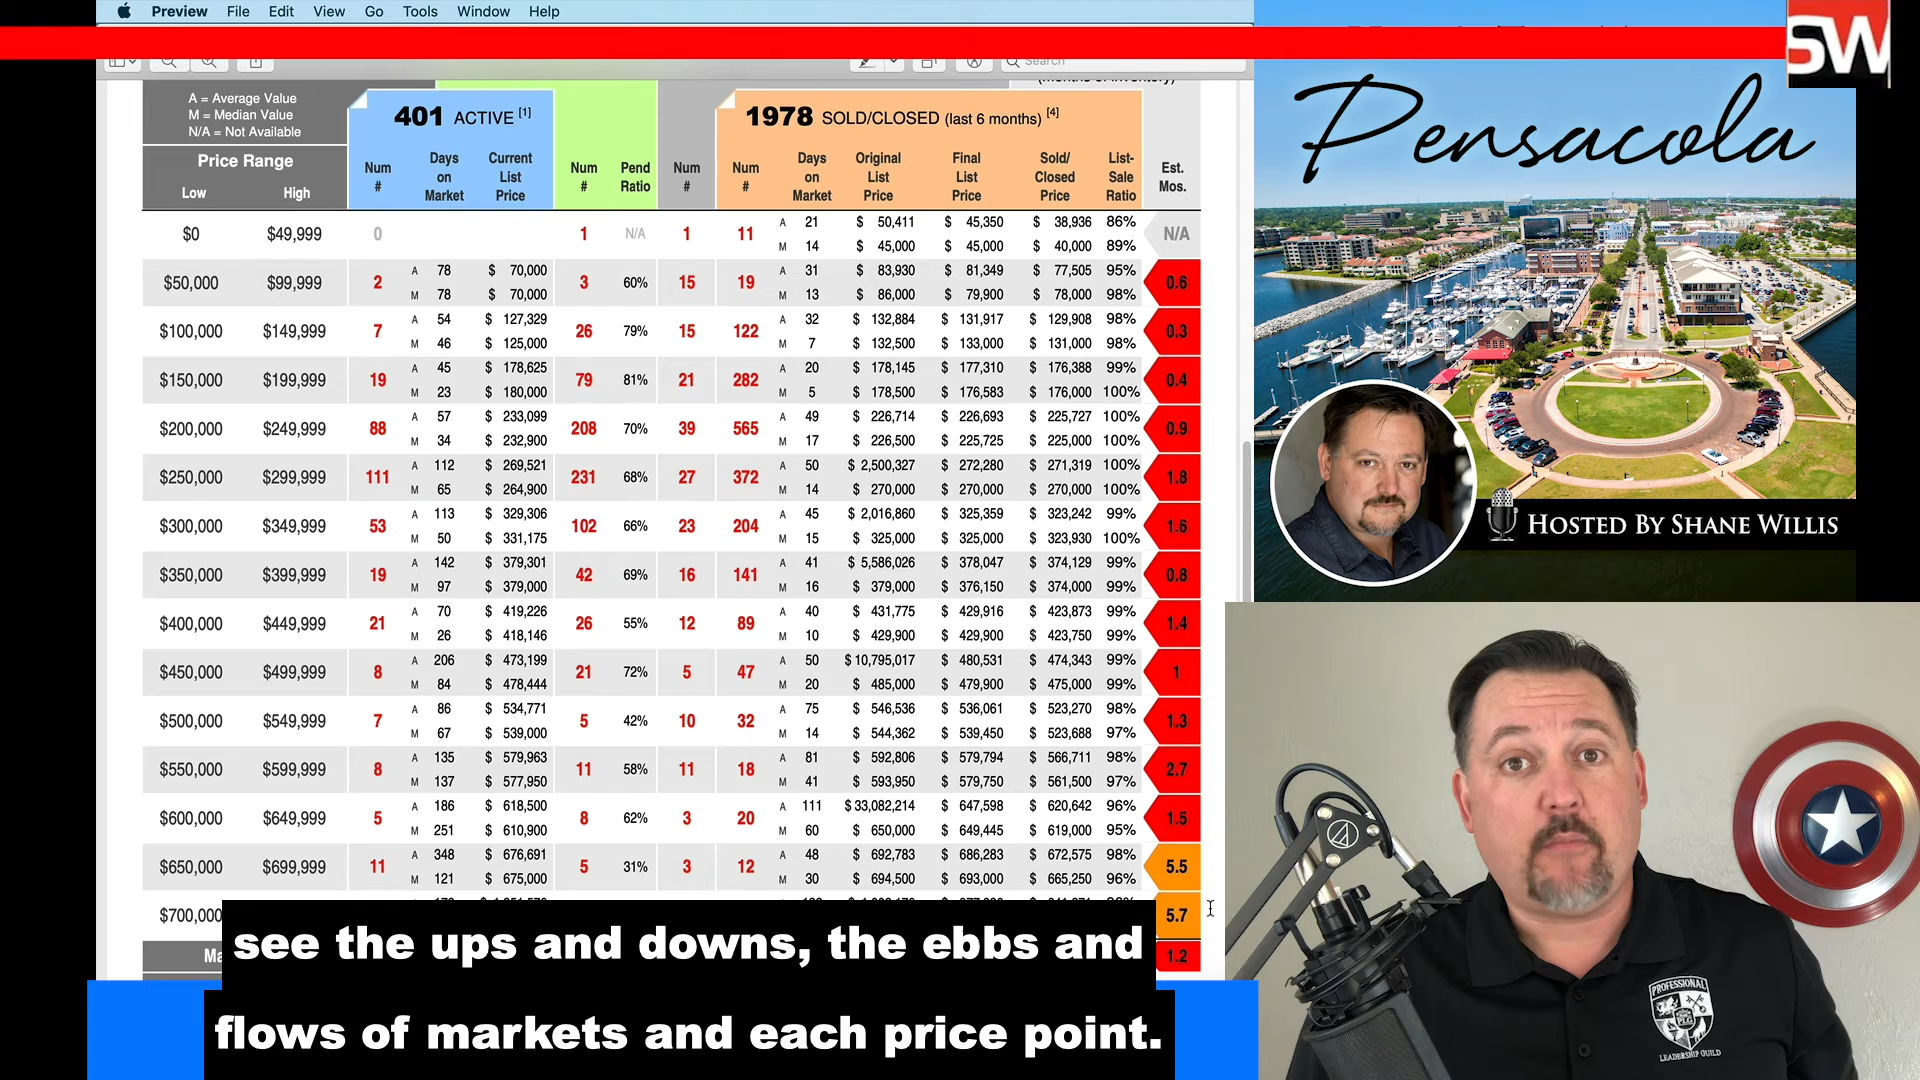 Preview File Edit View Go Tools Window Help
SW
Search
A = Average Value
M = Median Value
N/A = Not Available
401 ACTIVE [1]
1978 SOLD/CLOSED (last 6 months) [4]
Price Range
Low High
Num # Days on Market Current List Price Num # Pend Ratio Num # Num # Days on Market Original List Price Final List Price Sold/ Closed Price List- Sale Ratio Est. Mos.
$0 $49,999 0 1 N/A 1 11 A 21 $ 50,411 $ 45,350 $ 38,936 86% N/A
M 14 $ 45,000 $ 45,000 $ 40,000 89%
$50,000 $99,999 2 A 78 $ 70,000 3 60% 15 19 A 31 $ 83,930 $ 81,349 $ 77,505 95% 0.6
M 78 $ 70,000 M 13 $ 86,000 $ 79,900 $ 78,000 98%
$100,000 $149,999 7 A 54 $ 127,329 26 79% 15 122 A 32 $ 132,884 $ 131,917 $ 129,908 98% 0.3
M 46 $ 125,000 M 7 $ 132,500 $ 133,000 $ 131,000 98%
$150,000 $199,999 19 A 45 $ 178,625 79 81% 21 282 A 20 $ 178,145 $ 177,310 $ 176,388 99% 0.4
M 23 $ 180,000 M 5 $ 178,500 $ 176,583 $ 176,000 100%
$200,000 $249,999 88 A 57 $ 233,099 208 70% 39 565 A 49 $ 226,714 $ 226,693 $ 225,727 100% 0.9
M 34 $ 232,900 M 17 $ 226,500 $ 225,725 $ 225,000 100%
$250,000 $299,999 111 A 112 $ 269,521 231 68% 27 372 A 50 $ 2,500,327 $ 272,280 $ 271,319 100% 1.8
M 65 $ 264,900 M 14 $ 270,000 $ 270,000 $ 270,000 100%
$300,000 $349,999 53 A 113 $ 329,306 102 66% 23 204 A 45 $ 2,016,860 $ 325,359 $ 323,242 99% 1.6
M 50 $ 331,175 M 15 $ 325,000 $ 325,000 $ 323,930 100%
$350,000 $399,999 19 A 142 $ 379,301 42 69% 16 141 A 41 $ 5,586,026 $ 378,047 $ 374,129 99% 0.8
M 97 $ 379,000 M 16 $ 379,000 $ 376,150 $ 374,000 99%
$400,000 $449,999 21 A 70 $ 419,226 26 55% 12 89 A 40 $ 431,775 $ 429,916 $ 423,873 99% 1.4
M 26 $ 418,146 M 10 $ 429,900 $ 429,900 $ 423,750 99%
$450,000 $499,999 8 A 206 $ 473,199 21 72% 5 47 A 50 $ 10,795,017 $ 480,531 $ 474,343 99% 1
M 84 $ 478,444 M 20 $ 485,000 $ 479,900 $ 475,000 99%
$500,000 $549,999 7 A 86 $ 534,771 5 42% 10 32 A 75 $ 546,536 $ 536,061 $ 523,270 98% 1.3
M 67 $ 539,000 M 14 $ 544,362 $ 539,450 $ 523,688 97%
$550,000 $599,999 8 A 135 $ 579,963 11 58% 11 18 A 81 $ 592,806 $ 579,794 $ 566,711 98% 2.7
M 137 $ 577,950 M 41 $ 593,950 $ 579,750 $ 561,500 97%
$600,000 $649,999 5 A 186 $ 618,500 8 62% 3 20 A 111 $ 33,082,214 $ 647,598 $ 620,642 96% 1.5
M 251 $ 610,900 M 60 $ 650,000 $ 649,445 $ 619,000 95%
$650,000 $699,999 11 A 348 $ 676,691 5 31% 3 12 A 48 $ 692,783 $ 686,283 $ 672,575 98% 5.5
M 121 $ 675,000 M 30 $ 694,500 $ 693,000 $ 665,250 96%
$700,000 5.7
Ma 1.2
Pensacola
HOSTED BY SHANE WILLIS
see the ups and downs, the ebbs and
flows of markets and each price point.
PROFESSIONAL
PLG
LEADERSHIP GUILD